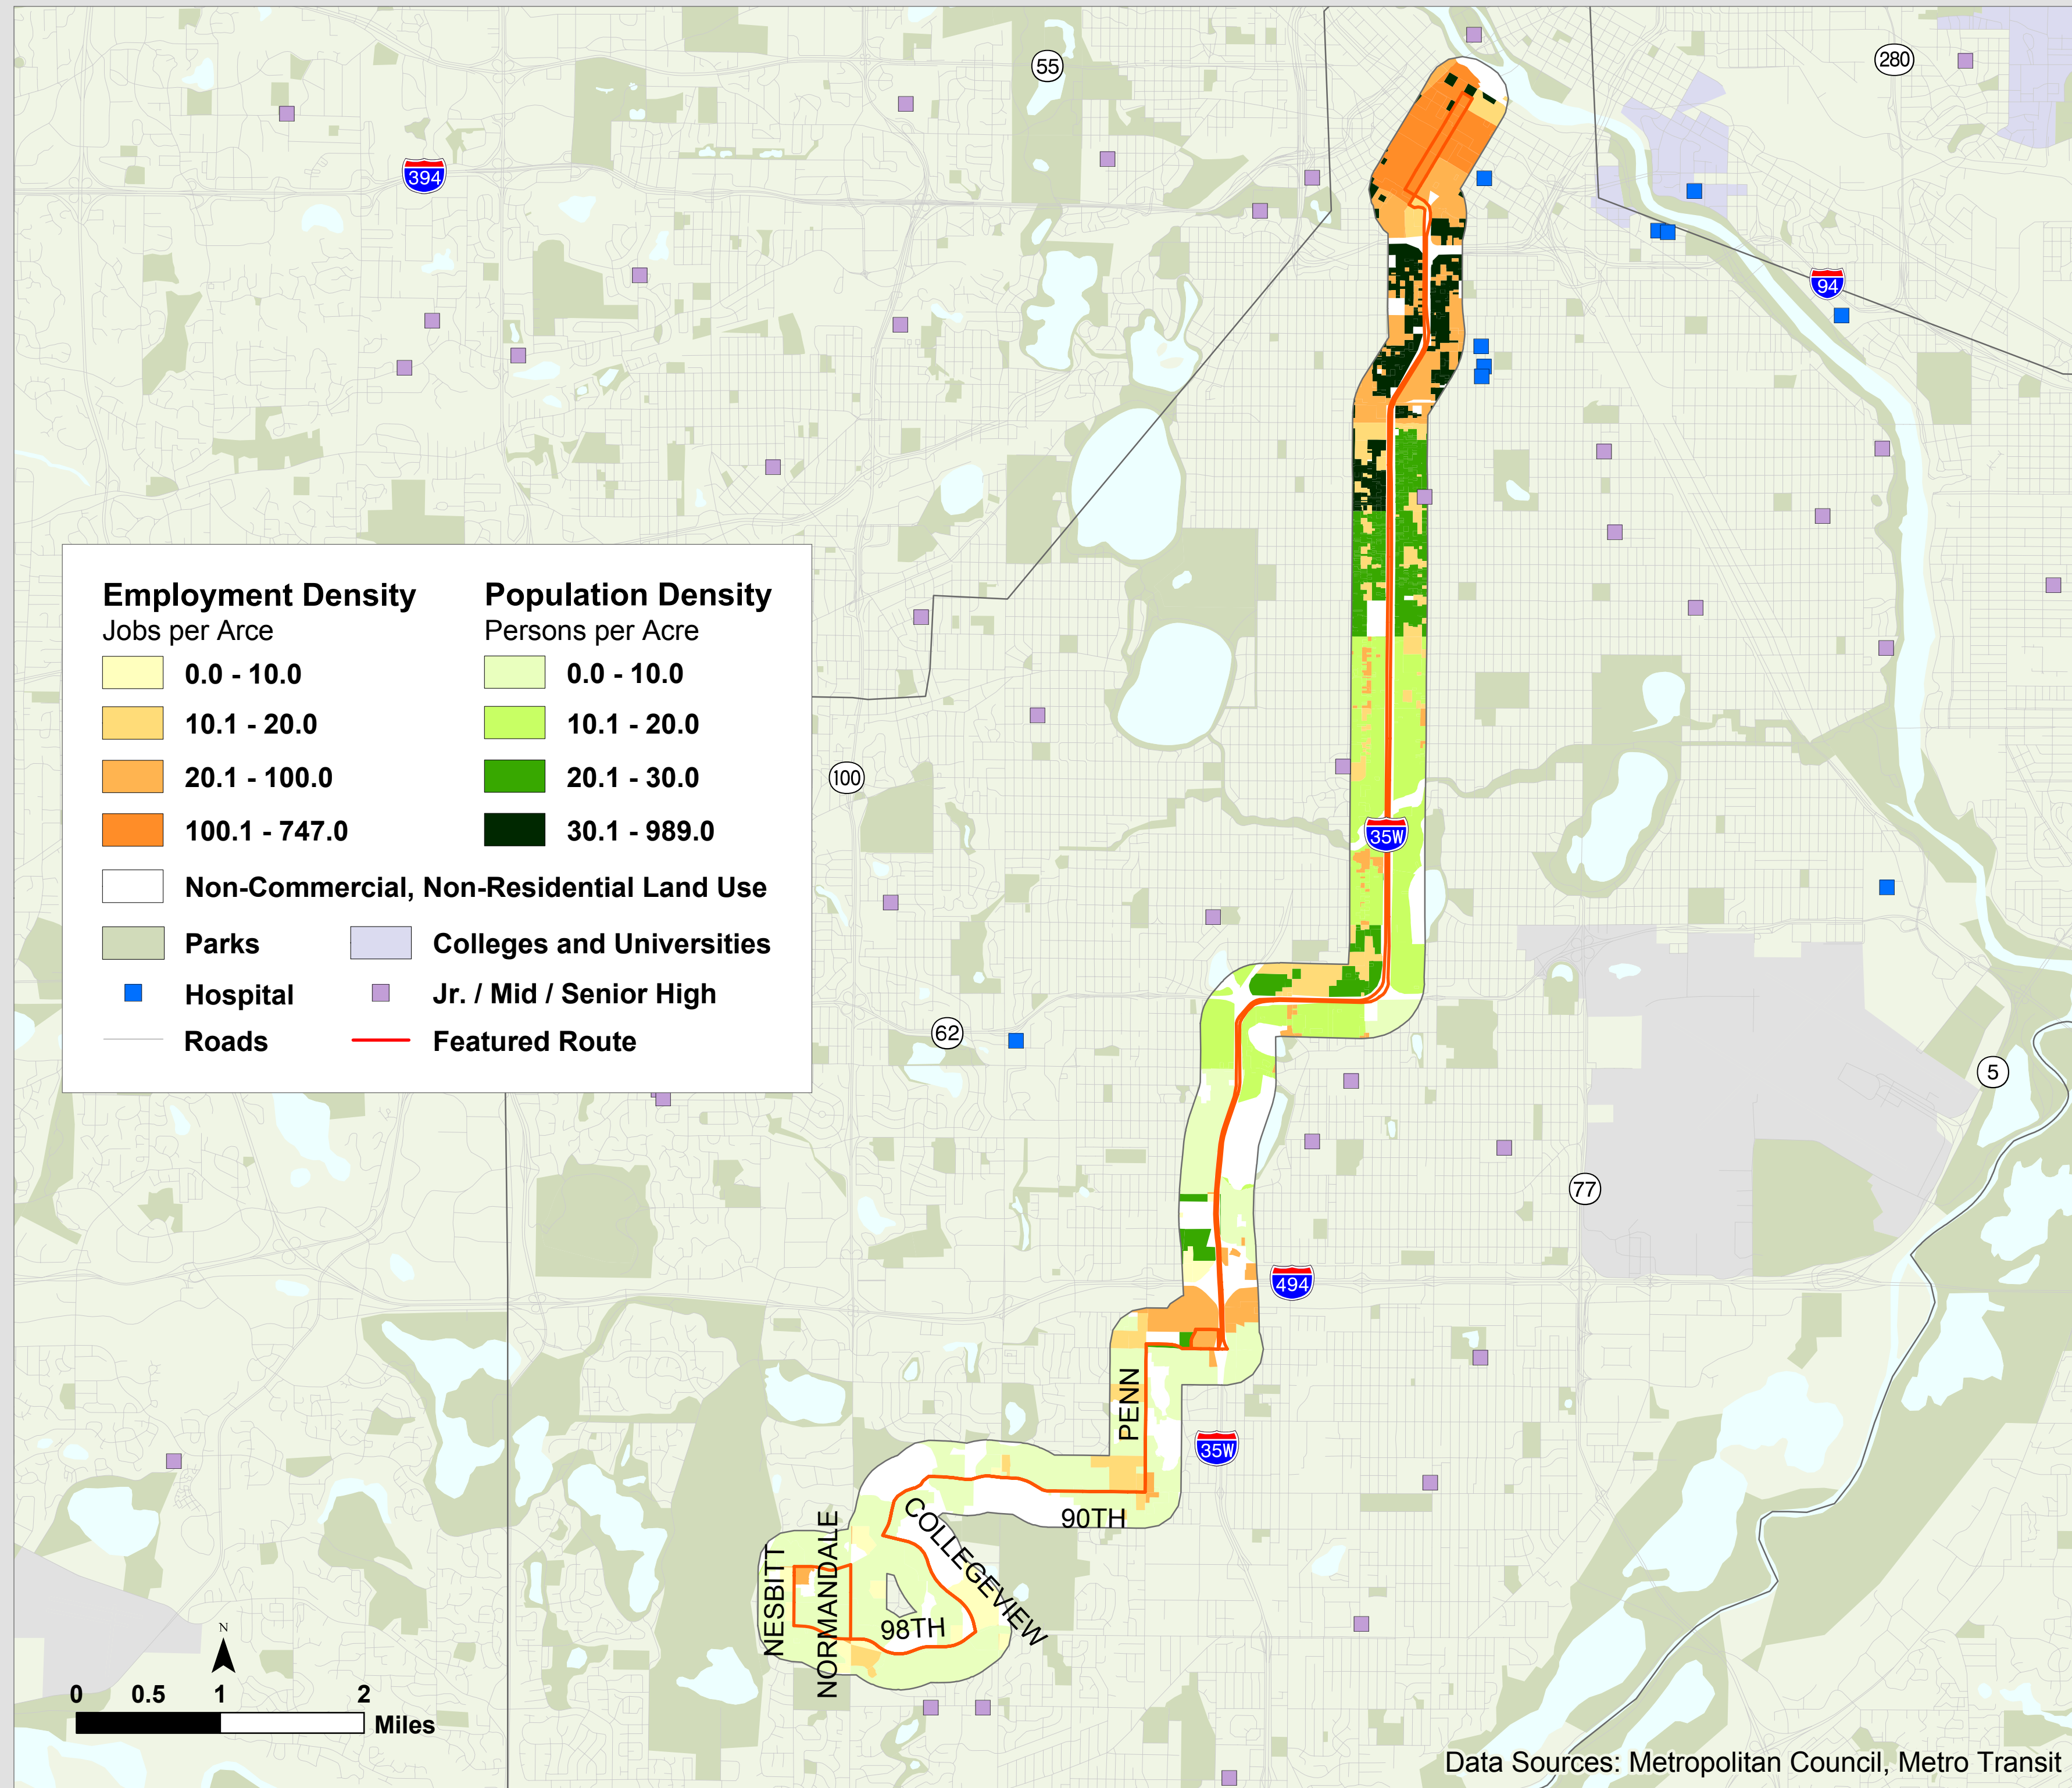 55
280
394
94
Employment Density
Population Density
Jobs per Arce
Persons per Acre
0.0 - 10.0
0.0 - 10.0
10.1 - 20.0
10.1 - 20.0
20.1 - 100.0
20.1 - 30.0
100.1 - 747.0
30.1 - 989.0
Non-Commercial, Non-Residential Land Use
Parks
Colleges and Universities
Hospital
Jr. / Mid / Senior High
Roads
Featured Route
100
35W
62
5
77
494
PENN
35W
90TH
COLLEGEVIEW
NESBITT
NORMANDALE
98TH
N
0 0.5 1 2
Miles
Data Sources: Metropolitan Council, Metro Transit